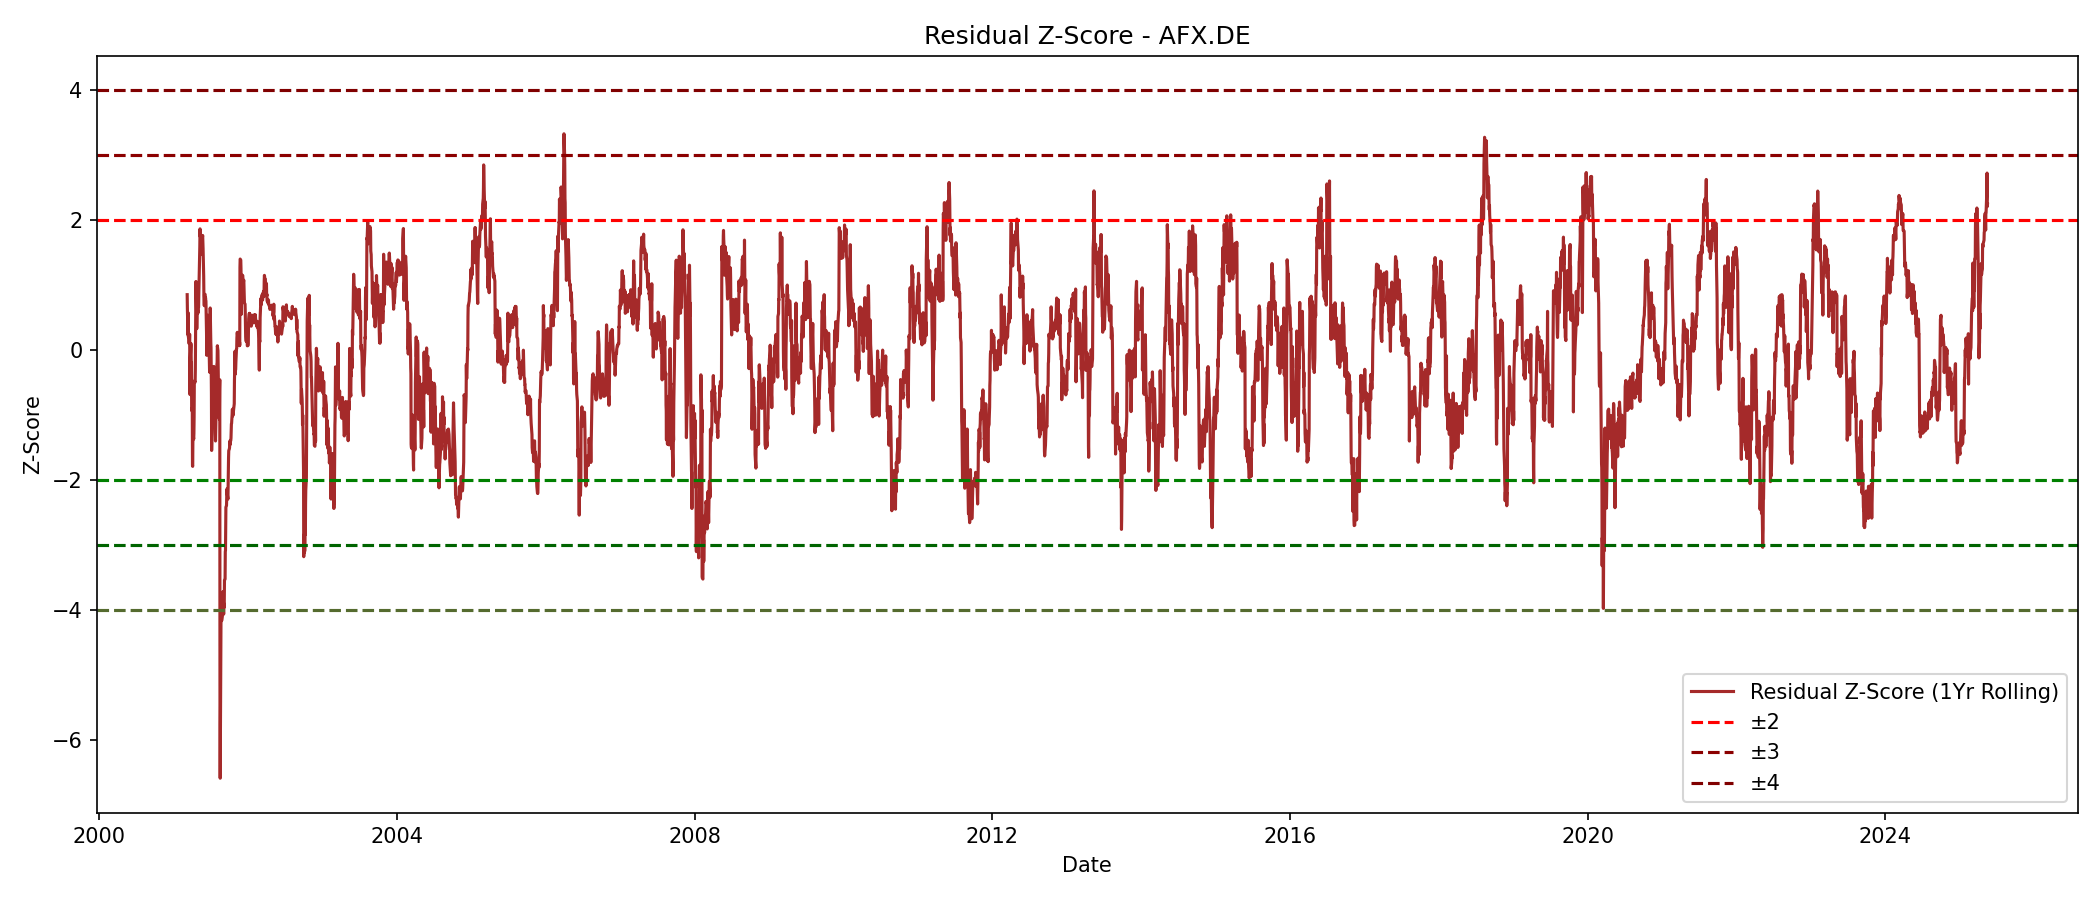 Residual Z-Score - AFX.DE
Z-Score
4
2
0
−2
−4
−6
2000 2004 2008 2012 2016 2020 2024
Date
Residual Z-Score (1Yr Rolling)
±2
±3
±4